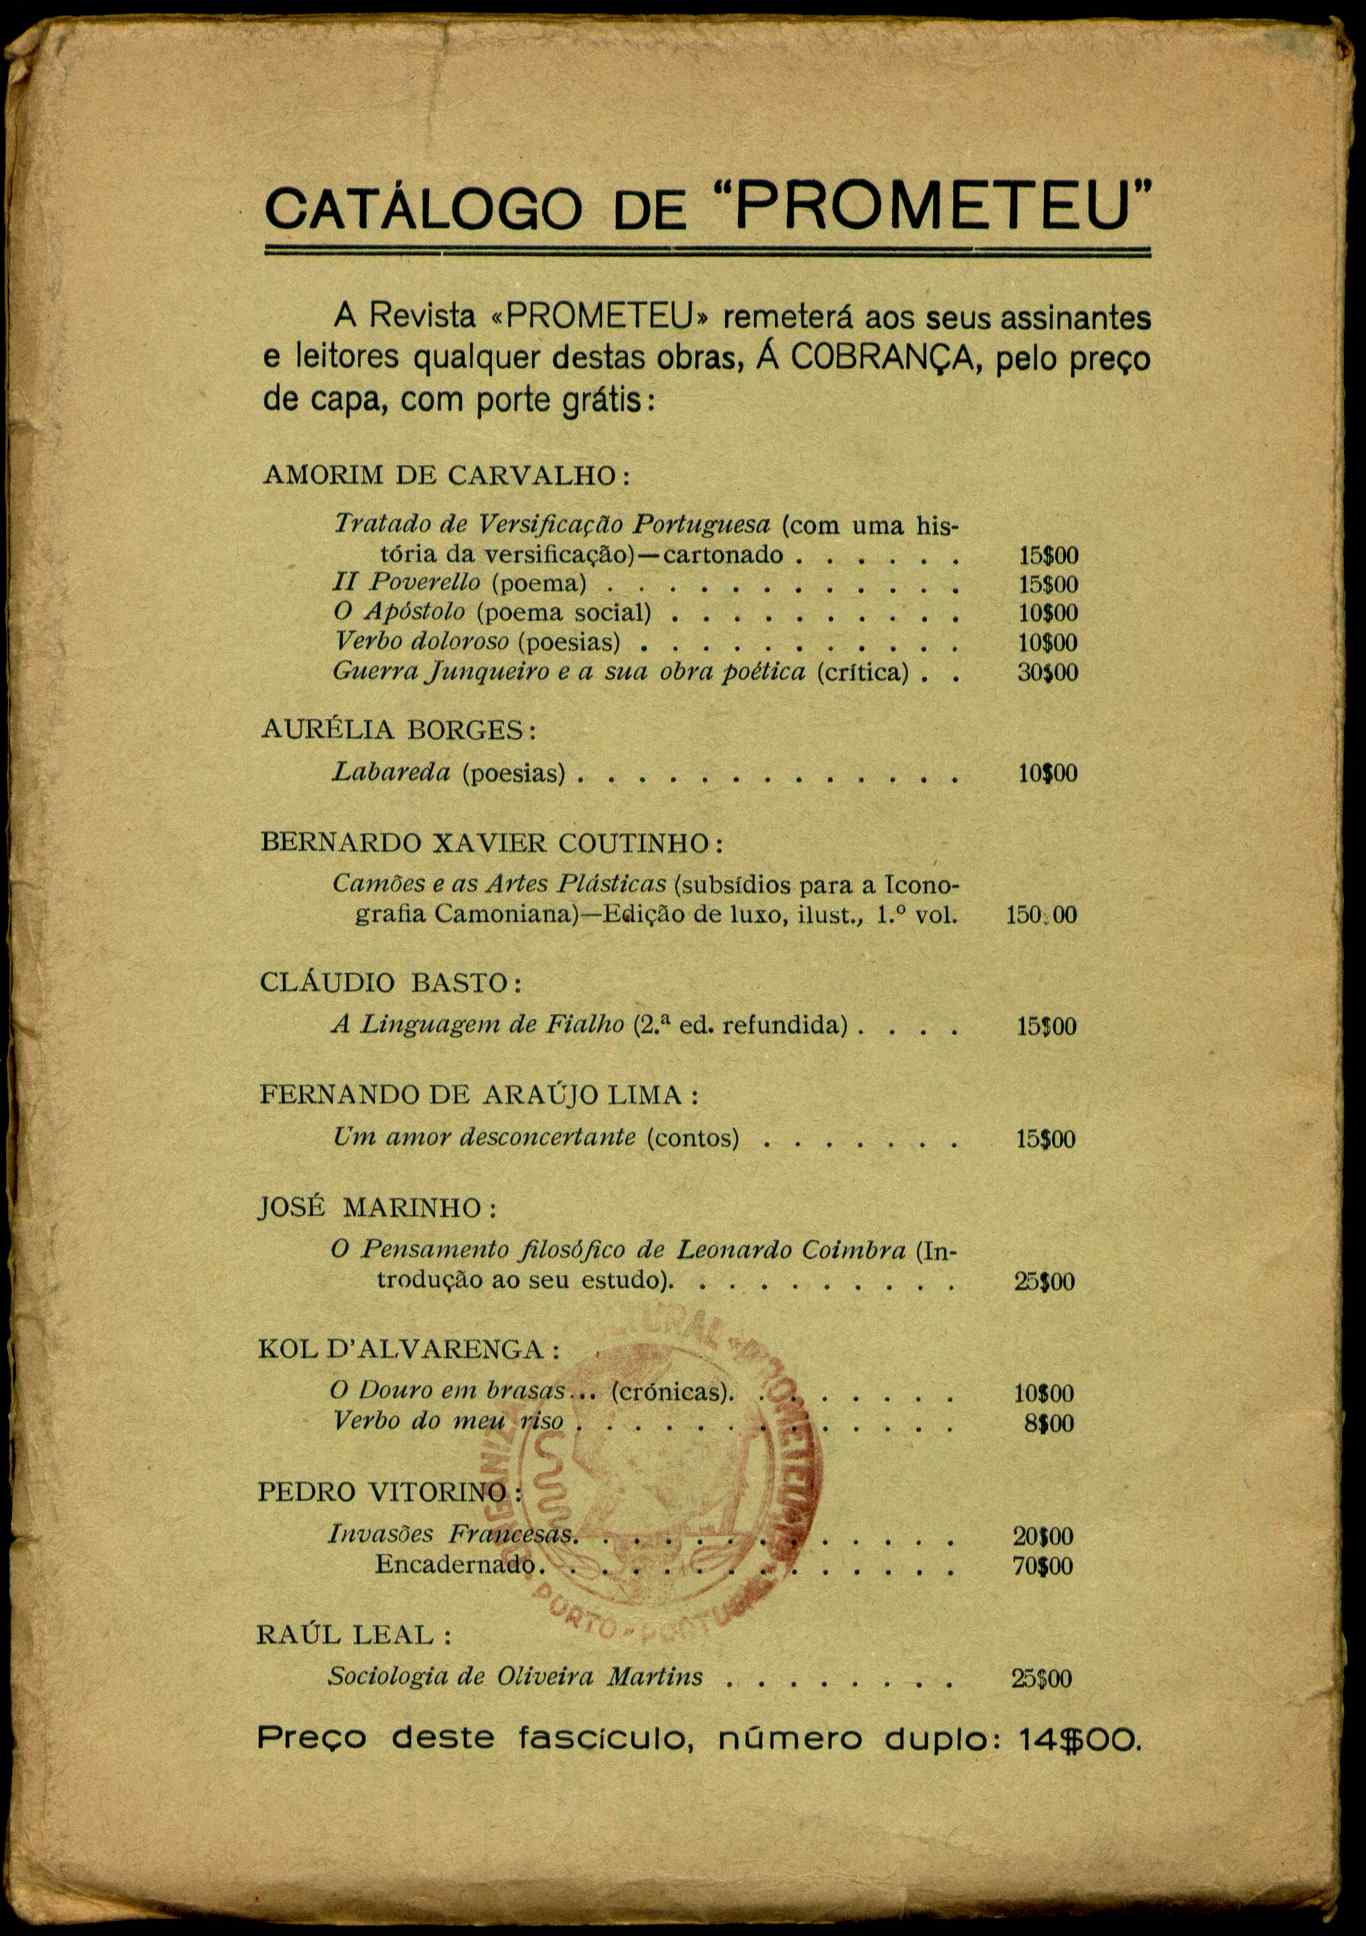 CATÁLOGO DE “PROMETEU”
A Revista «PROMETEU» remeterá aos seus assinantes
e leitores qualquer destas obras, Á COBRANÇA, pelo preço
de capa, com porte grátis:
AMORIM DE CARVALHO:
Tratado de Versificação Portuguesa (com uma his-
tória da versificação)—cartonado . . . . . . 15$00
Il Poverello (poema) . . . . . . . . . . . . 15$00
O Apóstolo (poema social) . . . . . . . . . . 10$00
Verbo doloroso (poesias) . . . . . . . . . . . 10$00
Guerra Junqueiro e a sua obra poética (crítica) . . 30$00
AURÉLIA BORGES:
Labareda (poesias) . . . . . . . . . . . . . 10$00
BERNARDO XAVIER COUTINHO:
Camões e as Artes Plásticas (subsídios para a Icono-
grafia Camoniana)—Edição de luxo, ilust., 1.º vol. 150.00
CLÁUDIO BASTO:
A Linguagem de Fialho (2.ª ed. refundida) . . . . 15$00
FERNANDO DE ARAÚJO LIMA :
Um amor desconcertante (contos) . . . . . . . 15$00
JOSÉ MARINHO:
O Pensamento filosófico de Leonardo Coimbra (In-
trodução ao seu estudo). . . . . . . . . . 25$00
KOL D’ALVARENGA :
O Douro em brasas... (crónicas). . . . . . . . 10$00
Verbo do meu riso . . . . . . . . . . . . . 8$00
PEDRO VITORINO :
Invasões Francesas. . . . . . . . . . . . . 20$00
Encadernado. . . . . . . . . . . . . . 70$00
RAÚL LEAL :
Sociologia de Oliveira Martins . . . . . . . . 25$00
Preço deste fascículo, número duplo: 14$00.
CULTURAL «PROMETEU»
PORTO - PORTUGAL